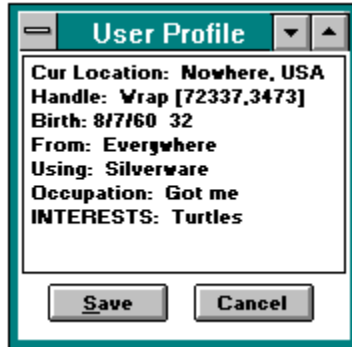 User Profile
Cur Location: Nowhere, USA
Handle: Wrap [72337,3473]
Birth: 8/7/60 32
From: Everywhere
Using: Silverware
Occupation: Got me
INTERESTS: Turtles
Save Cancel